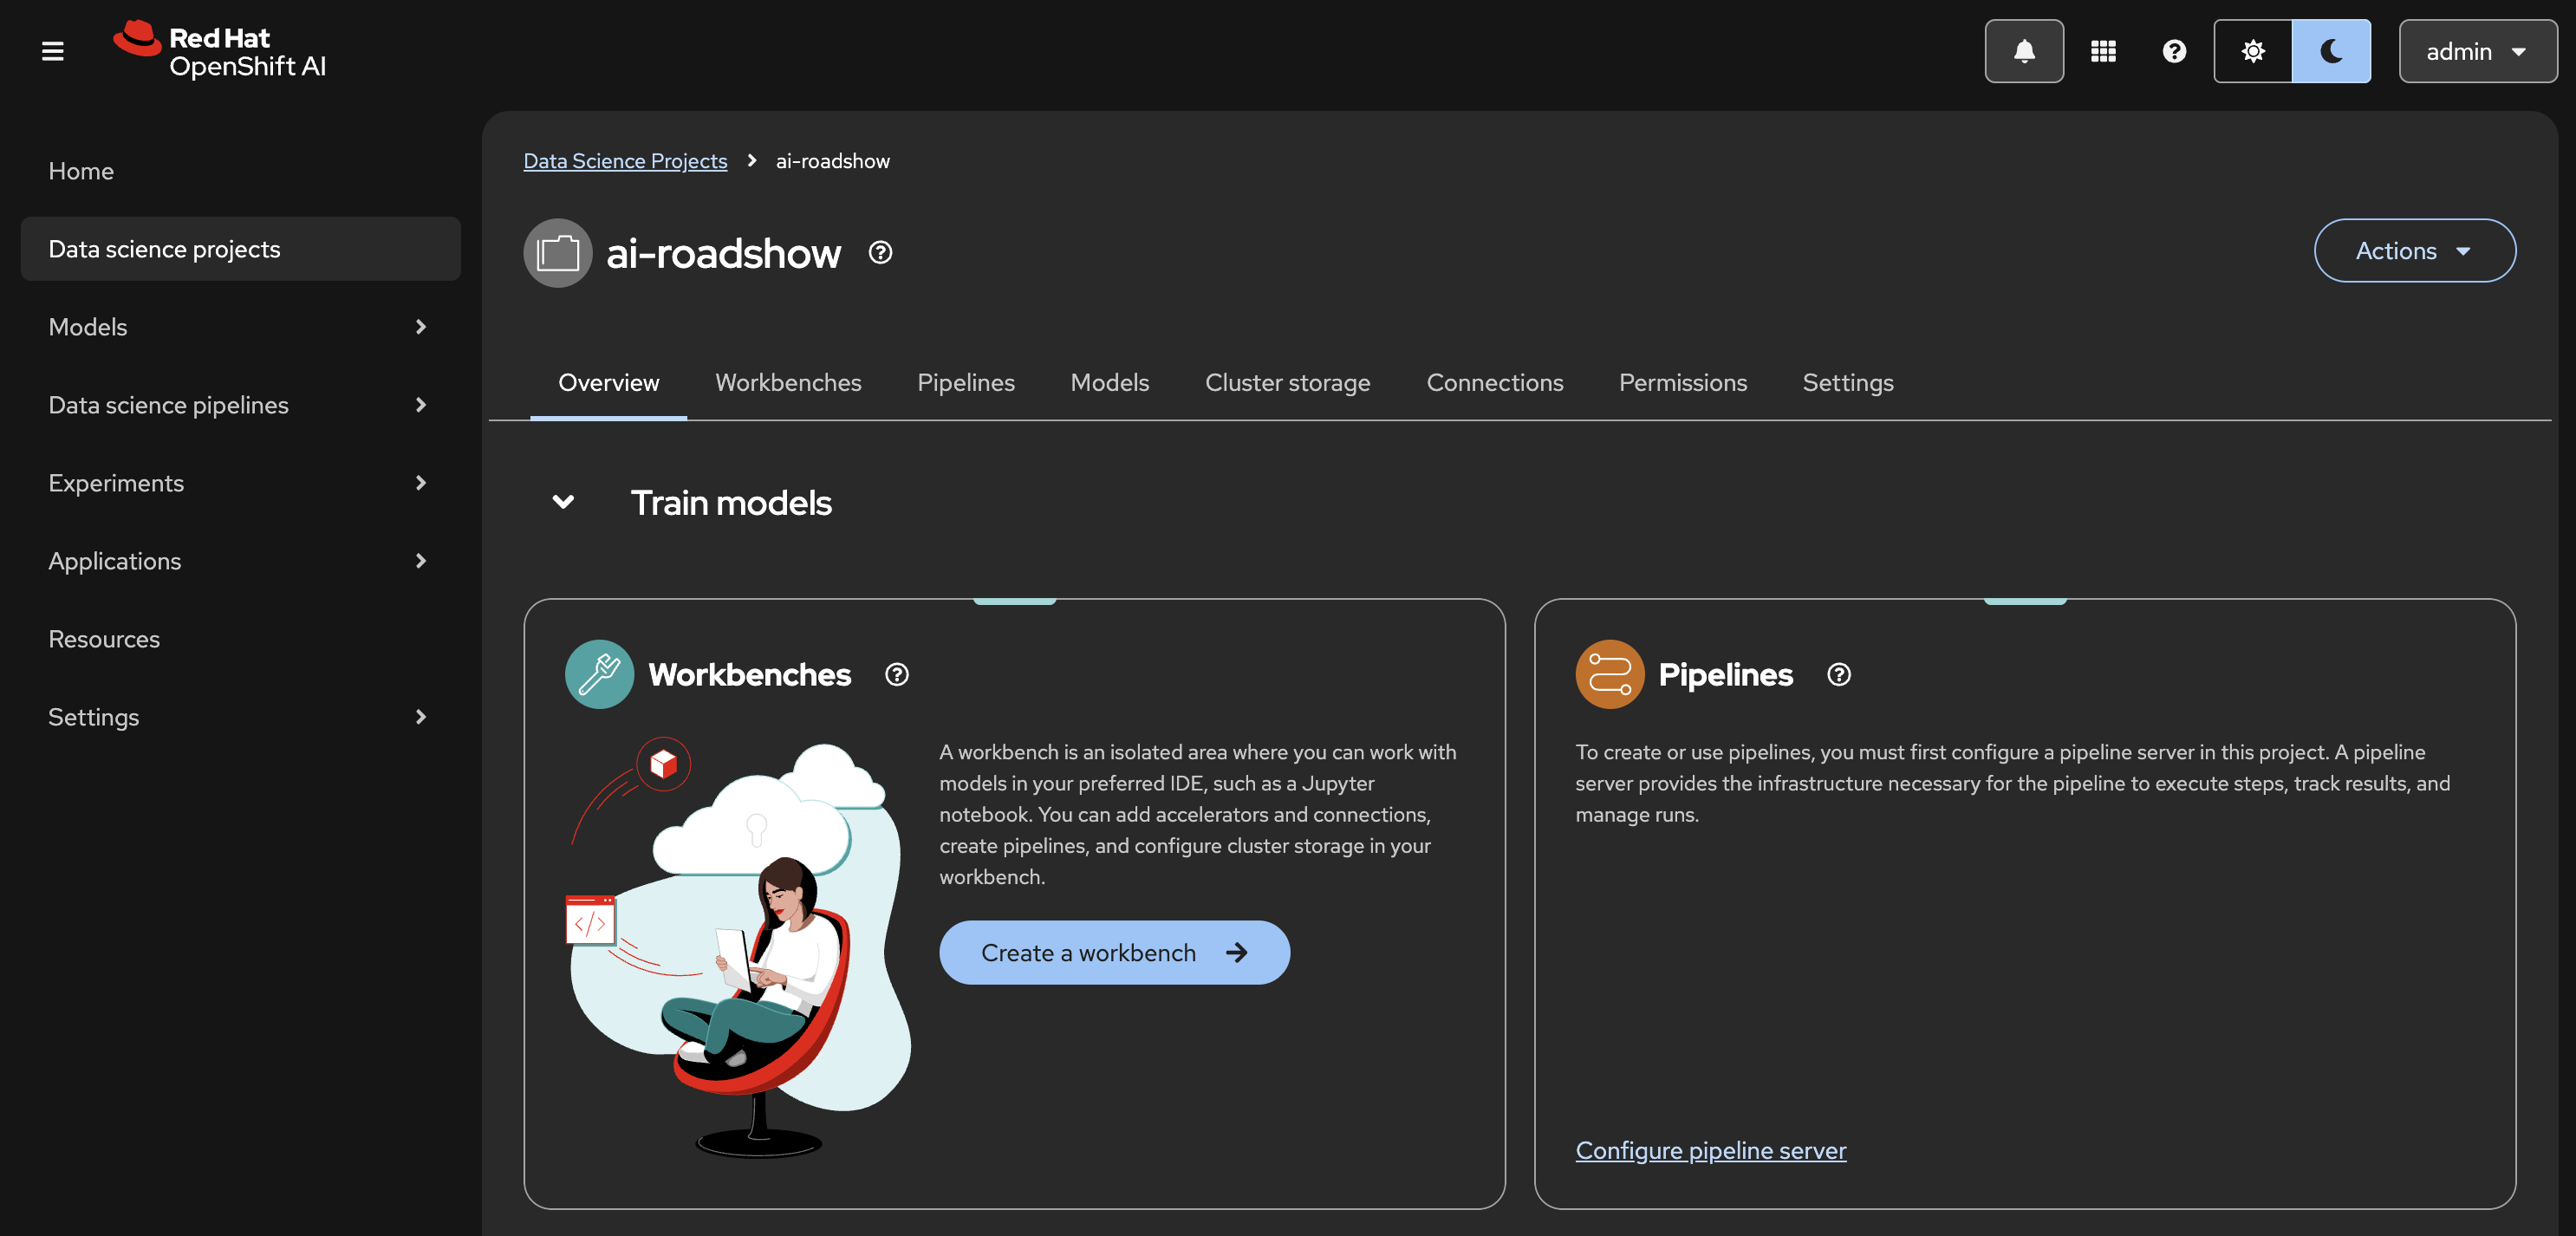 Red Hat
OpenShift AI
admin
Home
Data science projects
Models
Data science pipelines
Experiments
Applications
Resources
Settings
Data Science Projects > ai-roadshow
ai-roadshow
Actions
Overview Workbenches Pipelines Models Cluster storage Connections Permissions Settings
Train models
Workbenches
A workbench is an isolated area where you can work with
models in your preferred IDE, such as a Jupyter
notebook. You can add accelerators and connections,
create pipelines, and configure cluster storage in your
workbench.
Create a workbench
Pipelines
To create or use pipelines, you must first configure a pipeline server in this project. A pipeline
server provides the infrastructure necessary for the pipeline to execute steps, track results, and
manage runs.
Configure pipeline server